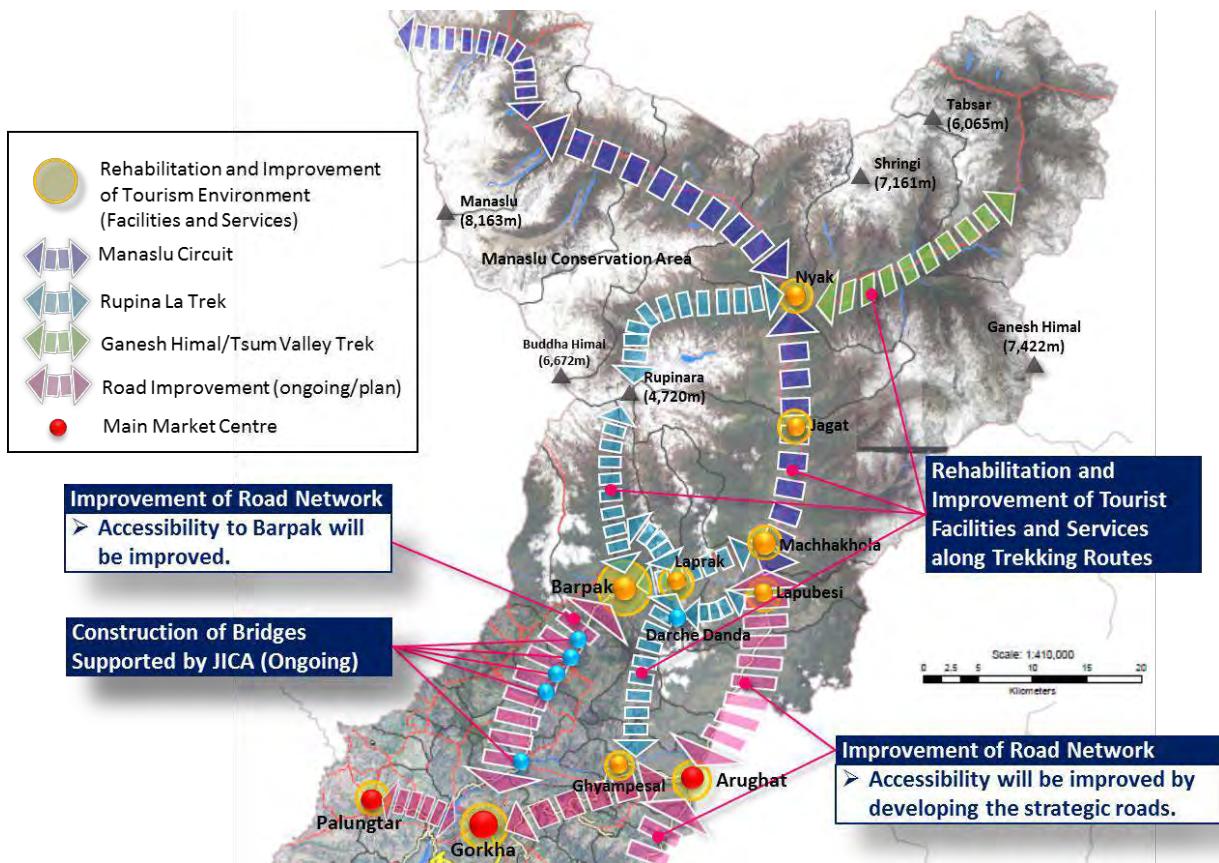 Rehabilitation and Improvement
of Tourism Environment
(Facilities and Services)
Manaslu Circuit
Rupina La Trek
Ganesh Himal/Tsum Valley Trek
Road Improvement (ongoing/plan)
Main Market Centre
Tabsar
(6,065m)
Shringi
(7,161m)
Manaslu
(8,163m)
Manaslu Conservation Area
Nyak
Ganesh Himal
(7,422m)
Buddha Himal
(6,672m)
Rupinara
(4,720m)
Jagat
Rehabilitation and
Improvement of Tourist
Facilities and Services
along Trekking Routes
Improvement of Road Network
➢ Accessibility to Barpak will
be improved.
Machhakhola
Laprak
Barpak
Lapubesi
Darche Danda
Construction of Bridges
Supported by JICA (Ongoing)
Scale: 1:410,000
0 2.5 5 10 15 20
Kilometers
Improvement of Road Network
➢ Accessibility will be improved by
developing the strategic roads.
Ghyampesal
Arughat
Palungtar
Gorkha